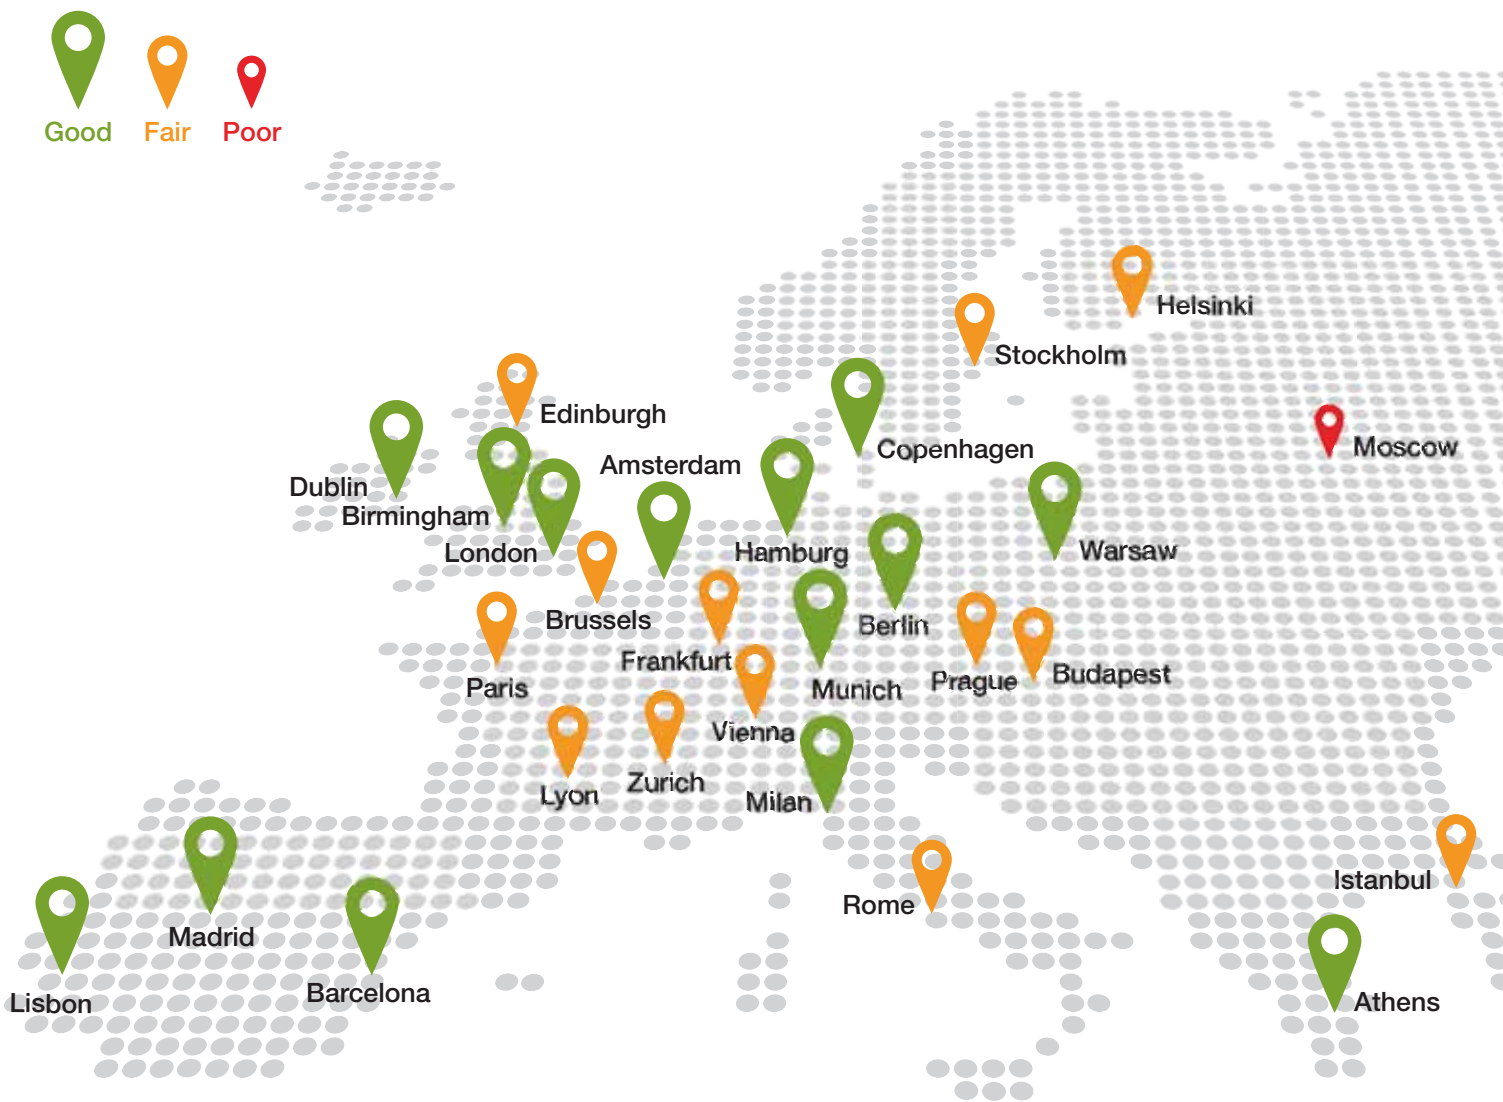 Good Fair Poor
Helsinki
Stockholm
Edinburgh
Copenhagen
Moscow
Amsterdam
Dublin
Birmingham
London
Hamburg
Warsaw
Brussels
Berlin
Frankfurt
Paris
Munich
Prague
Budapest
Vienna
Lyon
Zurich
Milan
Istanbul
Rome
Madrid
Barcelona
Lisbon
Athens